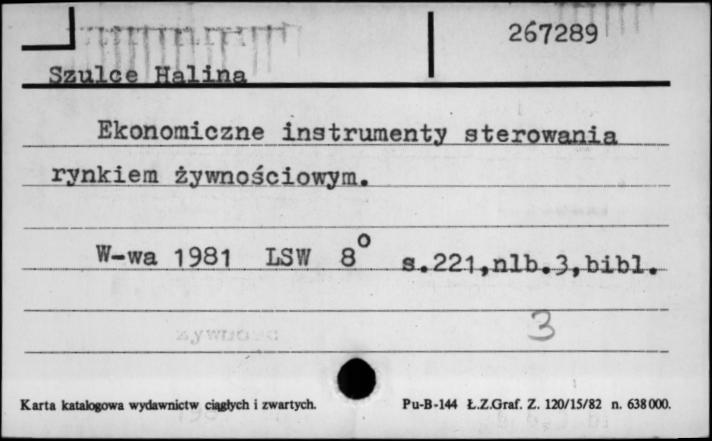 267289
Szulce Halina
Ekonomiczne instrumenty sterowania
rynkiem żywnościowym.
W-wa 1981 LSW 8° s.221,nlb.3,bibl.
3
Karta katalogowa wydawnictw ciągłych i zwartych. Pu-B-144 Ł.Z.Graf. Z. 120/15/82 n. 638000.